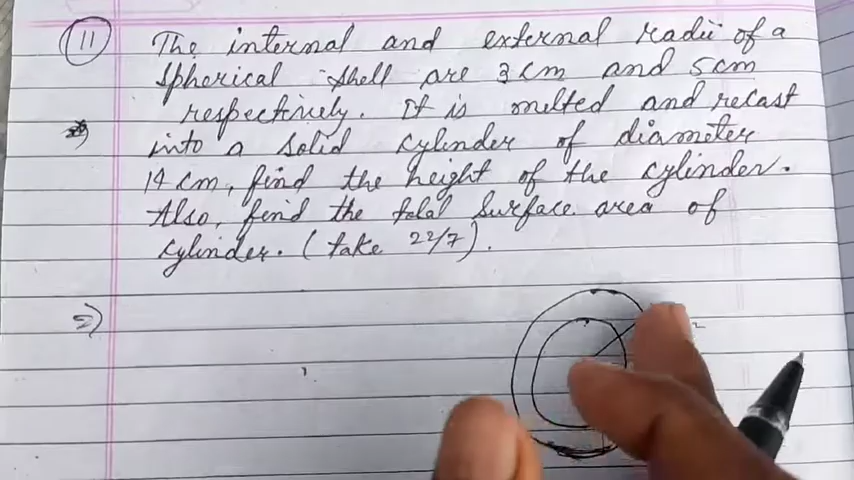 11 The internal and external radii of a
spherical shell are 3 cm and 5 cm
respectively. It is melted and recast
into a solid cylinder of diameter
14 cm, find the height of the cylinder.
Also, find the total surface area of
cylinder. (take 22/7).